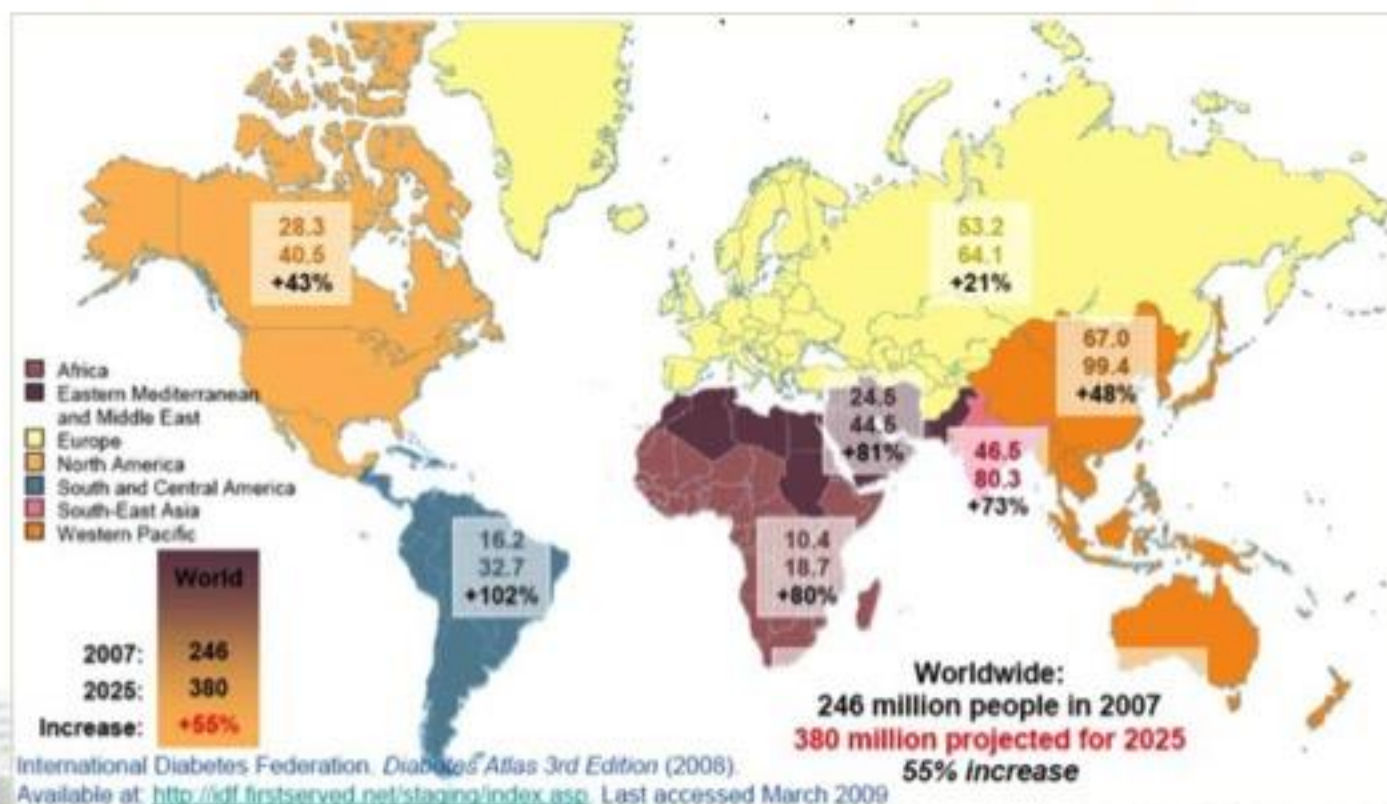 28.3
40.5
+43%
53.2
64.1
+21%
67.0
99.4
+48%
24.5
44.5
+81%
46.5
80.3
+73%
Africa
Eastern Mediterranean
and Middle East
Europe
North America
South and Central America
South-East Asia
Western Pacific
16.2
32.7
+102%
10.4
18.7
+80%
World
2007: 246
2025: 380
Increase: +55%
Worldwide:
246 million people in 2007
380 million projected for 2025
55% increase
International Diabetes Federation. Diabetes Atlas 3rd Edition (2008).
Available at: http://idf.firstserved.net/staging/index.asp. Last accessed March 2009